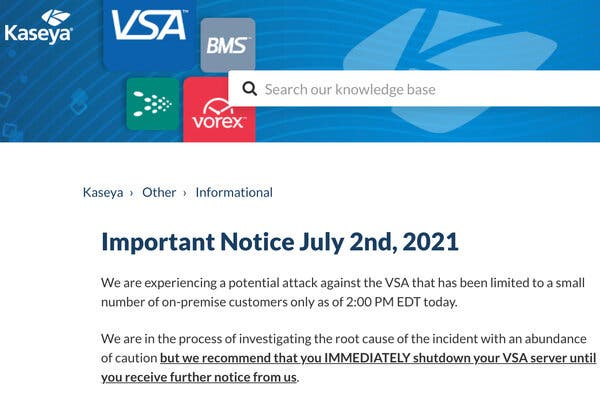 Kaseya
VSA
BMS
vorex
Search our knowledge base
Kaseya › Other › Informational
Important Notice July 2nd, 2021
We are experiencing a potential attack against the VSA that has been limited to a small
number of on-premise customers only as of 2:00 PM EDT today.
We are in the process of investigating the root cause of the incident with an abundance
of caution but we recommend that you IMMEDIATELY shutdown your VSA server until
you receive further notice from us.